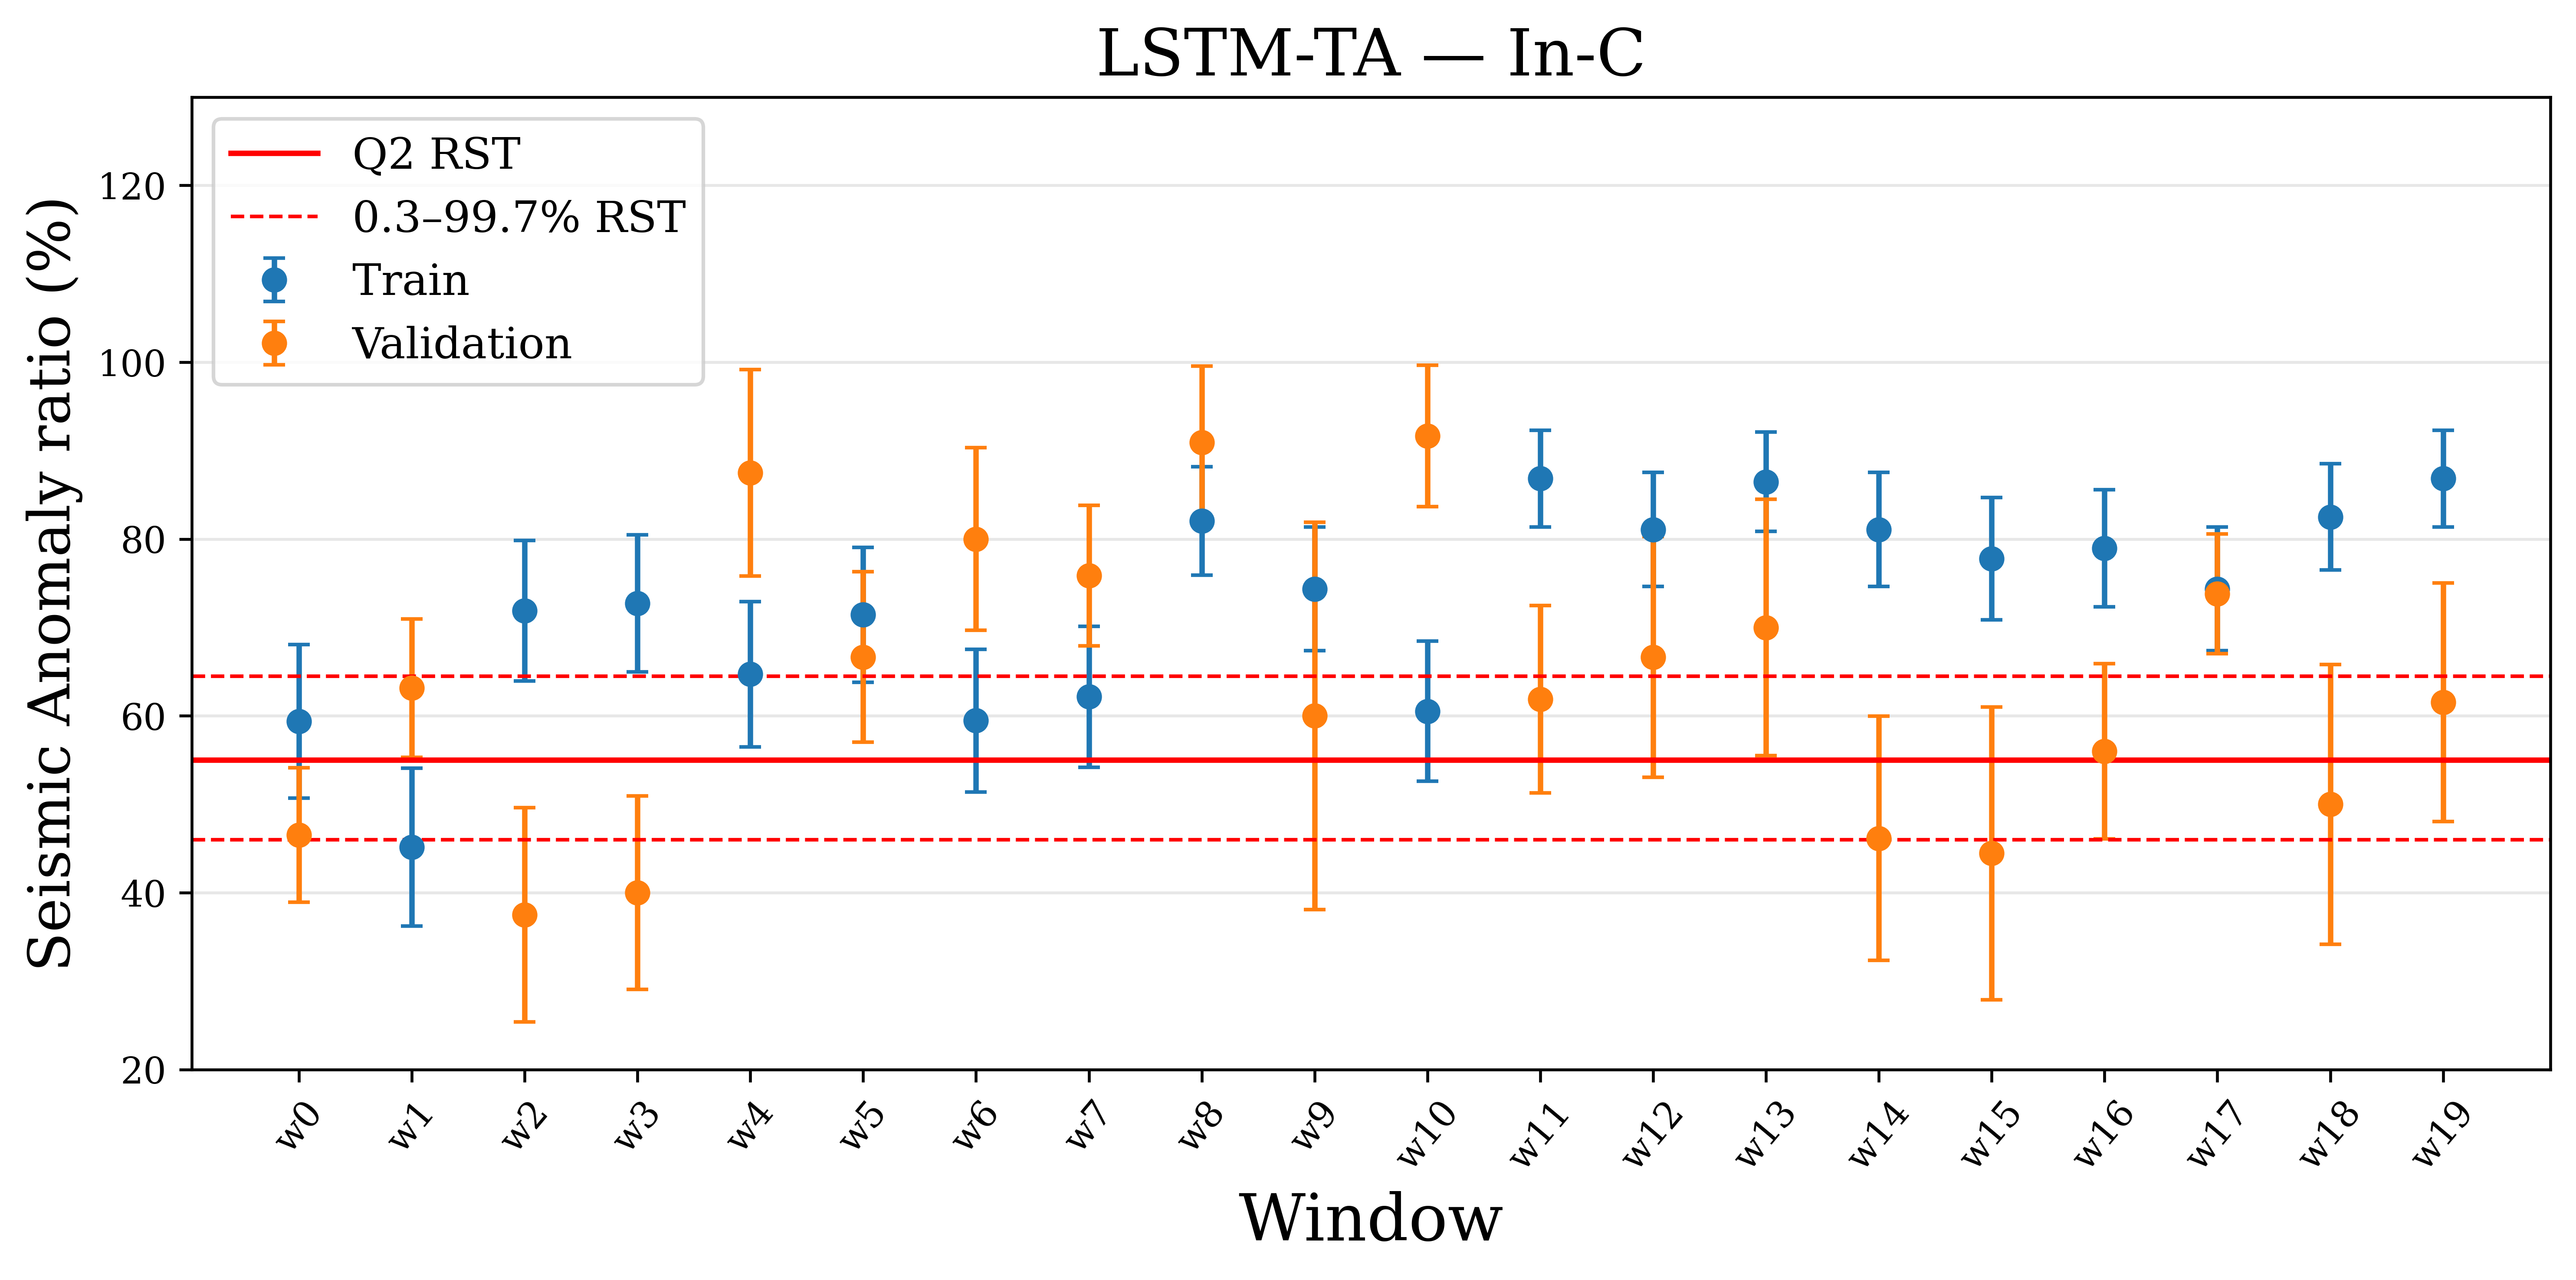 LSTM-TA — In-C
Seismic Anomaly ratio (%)
120
100
80
60
40
20
Q2 RST
0.3–99.7% RST
Train
Validation
w0
w1
w2
w3
w4
w5
w6
w7
w8
w9
w10
w11
w12
w13
w14
w15
w16
w17
w18
w19
Window